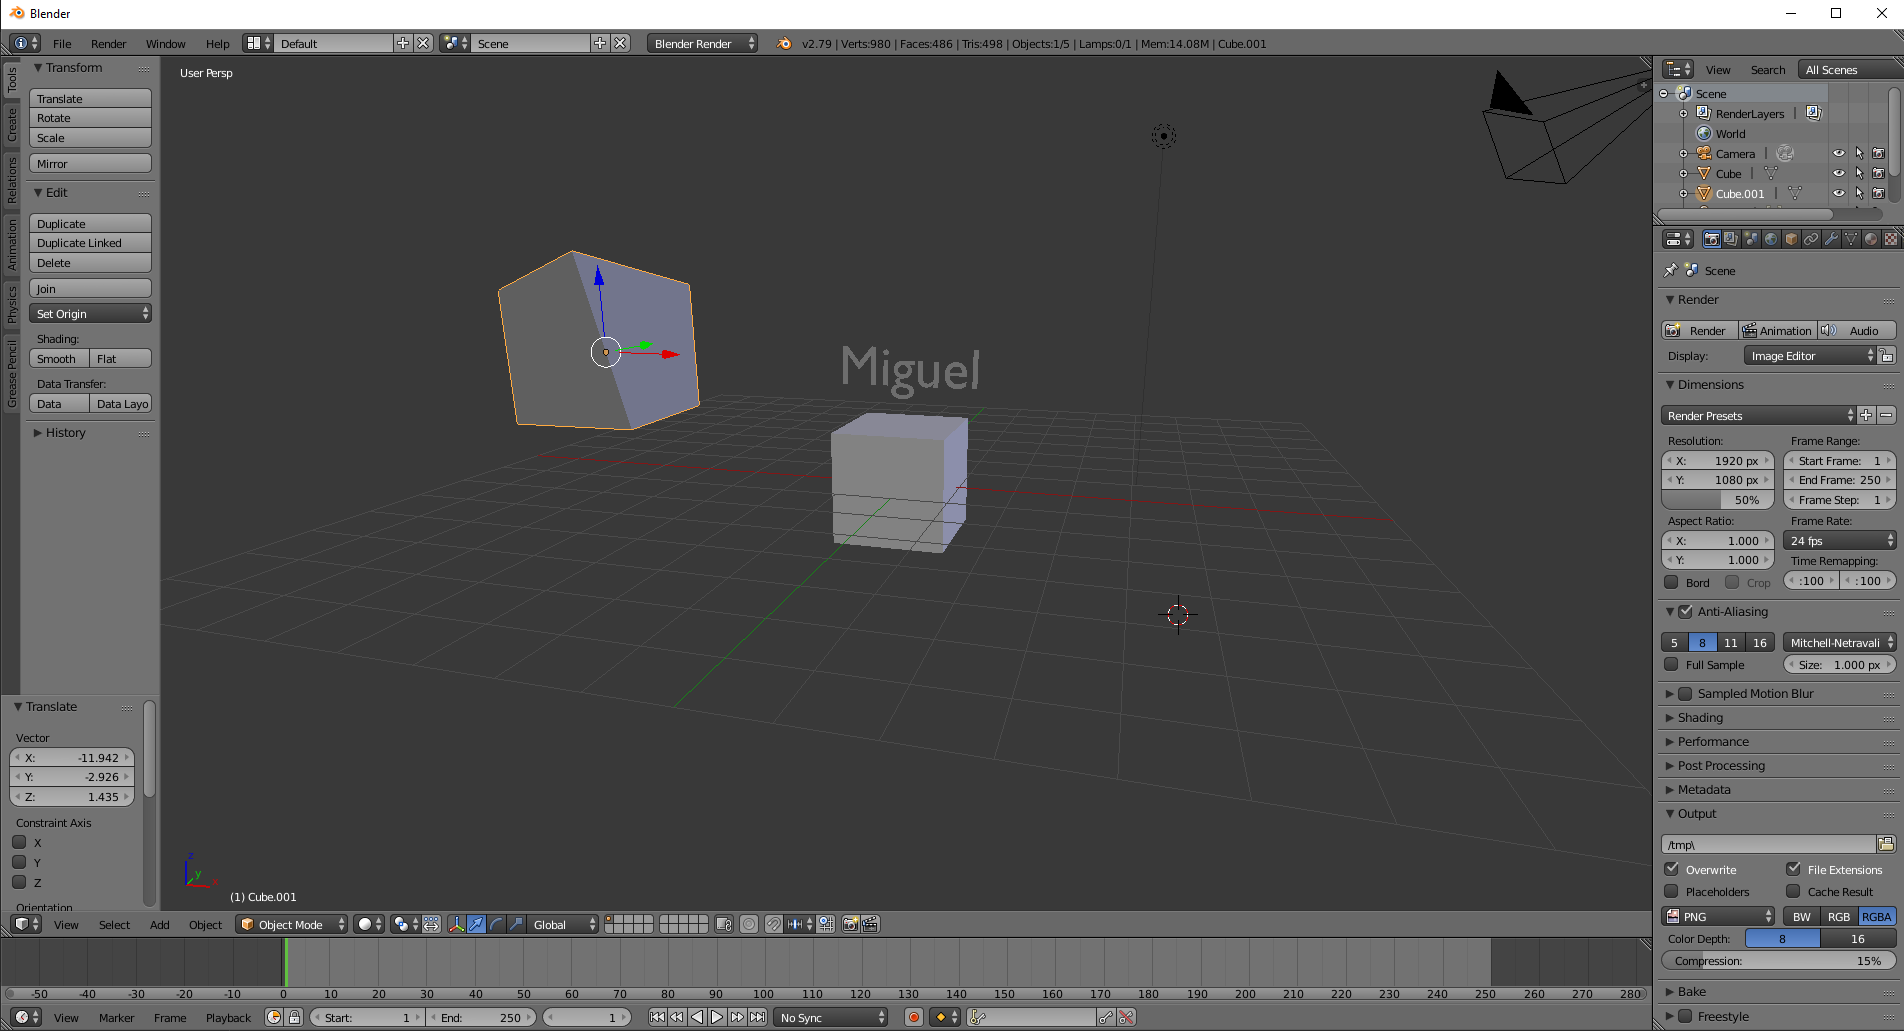 Blender
File Render Window Help Default Scene Blender Render v2.79 | Verts:980 | Faces:486 | Tris:498 | Objects:1/5 | Lamps:0/1 | Mem:14.08M | Cube.001
Tools
Create
Relations
Animation
Physics
Grease Pencil
Transform
Translate
Rotate
Scale
Mirror
Edit
Duplicate
Duplicate Linked
Delete
Join
Set Origin
Shading:
Smooth Flat
Data Transfer:
Data Data Layo
History
Translate
Vector
X: -11.942
Y: -2.926
Z: 1.435
Constraint Axis
X
Y
Z
Orientation
User Persp
Miguel
z
y
x
(1) Cube.001
View Select Add Object Object Mode Global
View Search All Scenes
Scene
RenderLayers |
World
Camera |
Cube |
Cube.001 |
Scene
Render
Render Animation Audio
Display: Image Editor
Dimensions
Render Presets
Resolution: Frame Range:
X: 1920 px Start Frame: 1
Y: 1080 px End Frame: 250
50% Frame Step: 1
Aspect Ratio: Frame Rate:
X: 1.000 24 fps
Y: 1.000 Time Remapping:
Bord Crop :100 :100
Anti-Aliasing
5 8 11 16 Mitchell-Netravali
Full Sample Size: 1.000 px
Sampled Motion Blur
Shading
Performance
Post Processing
Metadata
Output
/tmp\
Overwrite File Extensions
Placeholders Cache Result
PNG BW RGB RGBA
Color Depth: 8 16
Compression: 15%
Bake
Freestyle
-50 -40 -30 -20 -10 0 10 20 30 40 50 60 70 80 90 100 110 120 130 140 150 160 170 180 190 200 210 220 230 240 250 260 270 280
View Marker Frame Playback Start: 1 End: 250 1 No Sync